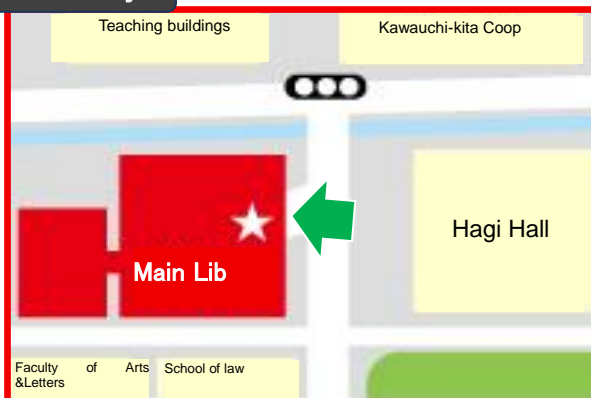 Teaching buildings
Kawauchi-kita Coop
Hagi Hall
Main Lib
Faculty of Arts
&Letters
School of law